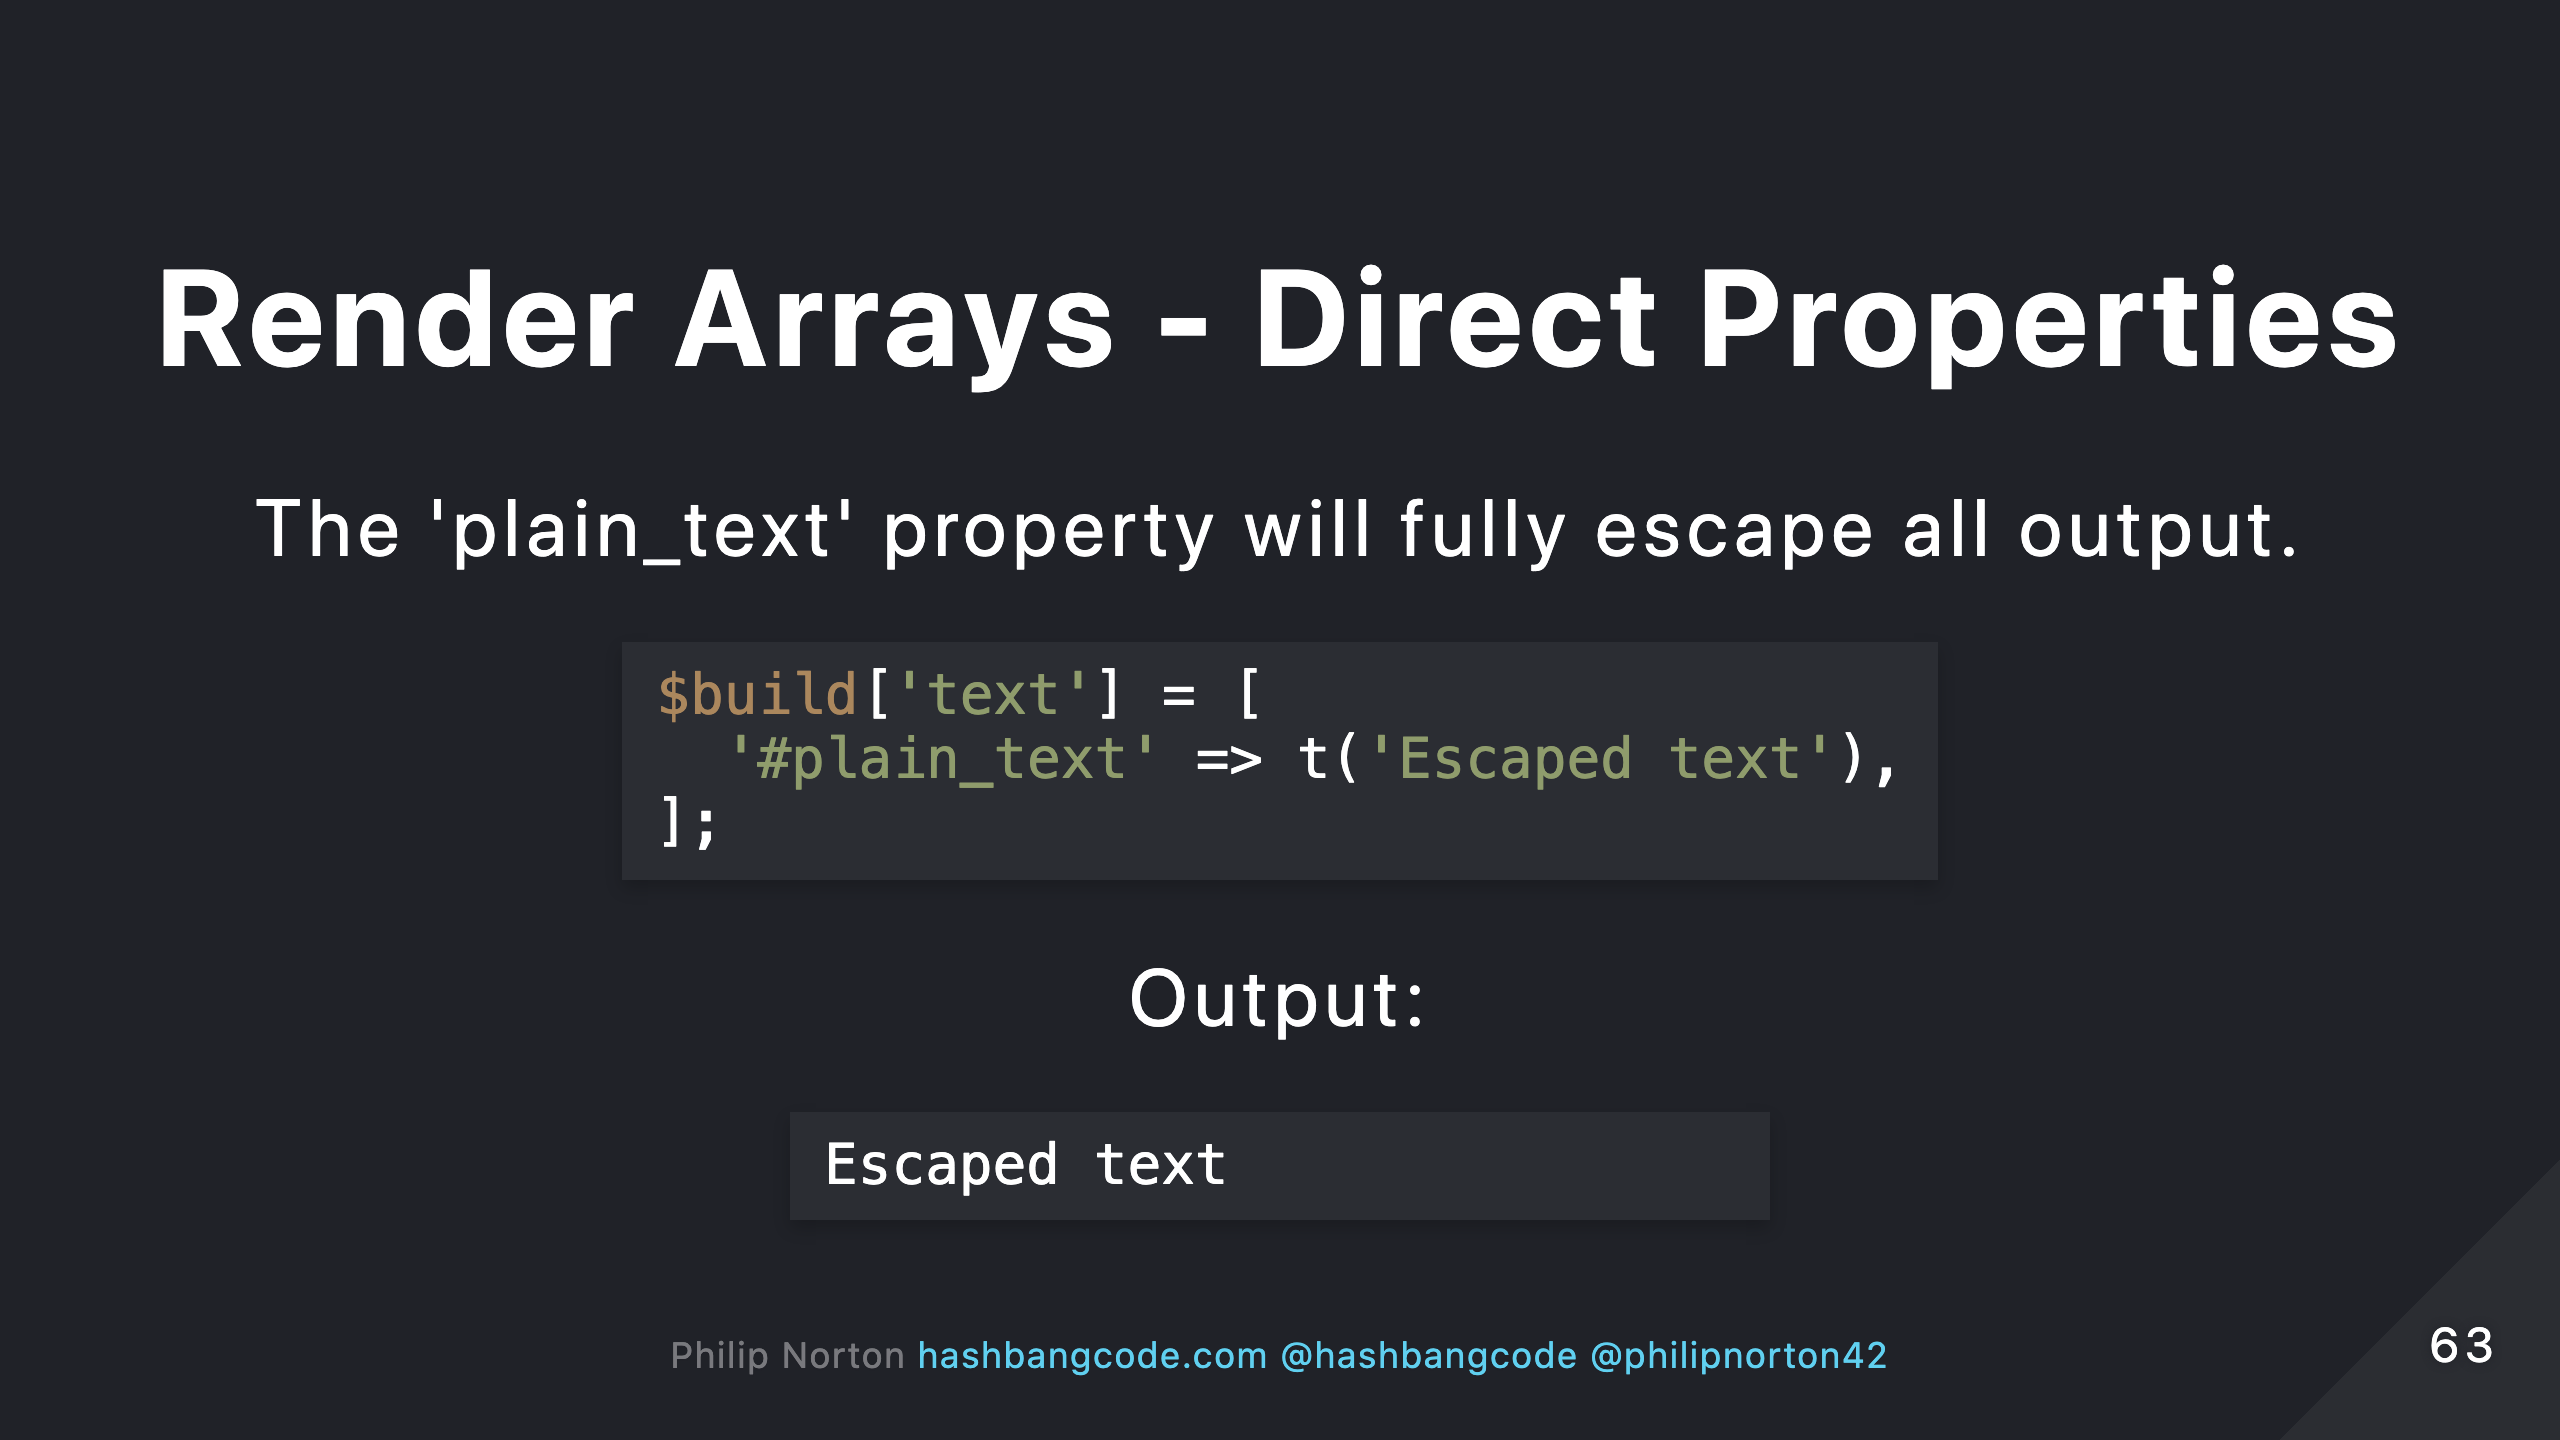 Render Arrays - Direct Properties
The 'plain_text' property will fully escape all output.
$build['text'] = [
  '#plain_text' => t('Escaped text'),
];
Output:
Escaped text
Philip Norton hashbangcode.com @hashbangcode @philipnorton42
63